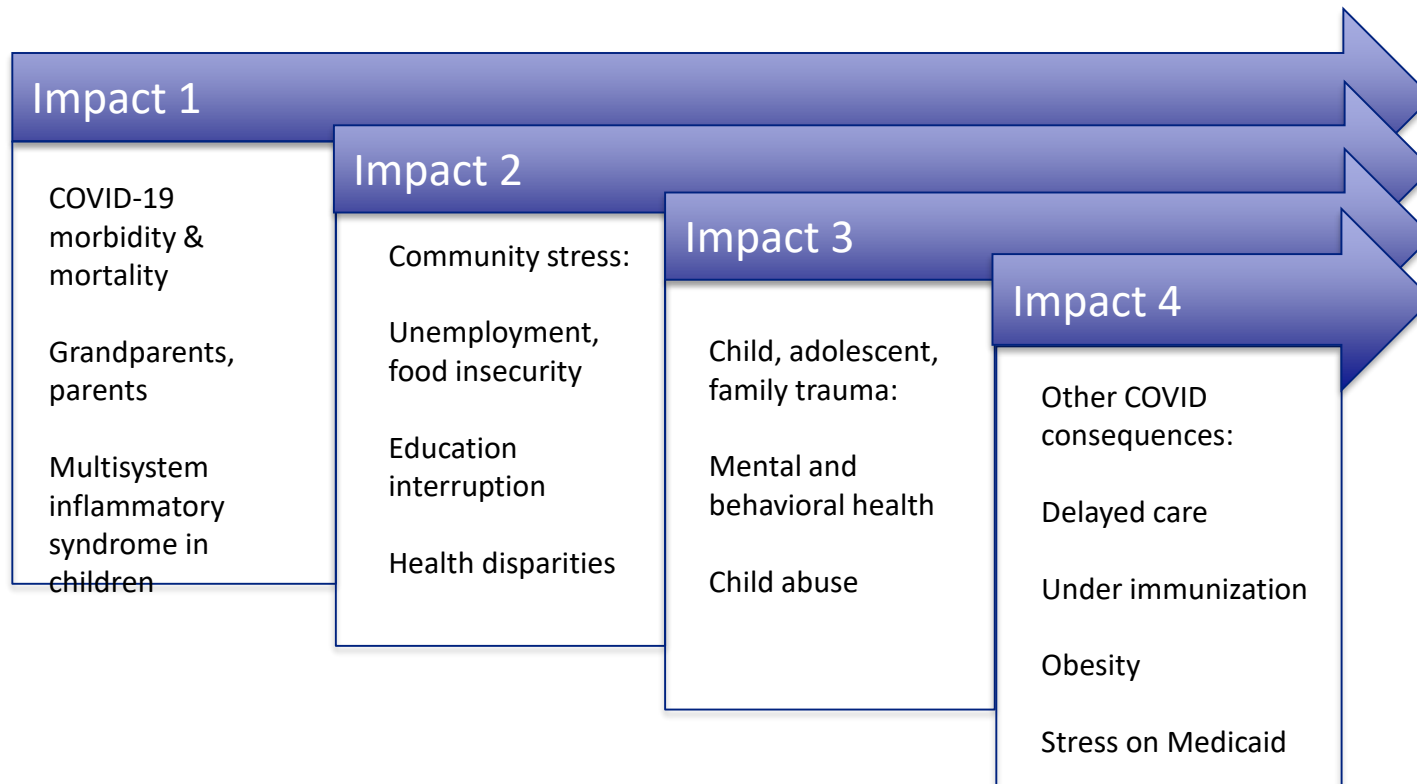 Impact 1
COVID-19
morbidity &
mortality
Grandparents,
parents
Multisystem
inflammatory
syndrome in
children
Impact 2
Community stress:
Unemployment,
food insecurity
Education
interruption
Health disparities
Impact 3
Child, adolescent,
family trauma:
Mental and
behavioral health
Child abuse
Impact 4
Other COVID
consequences:
Delayed care
Under immunization
Obesity
Stress on Medicaid